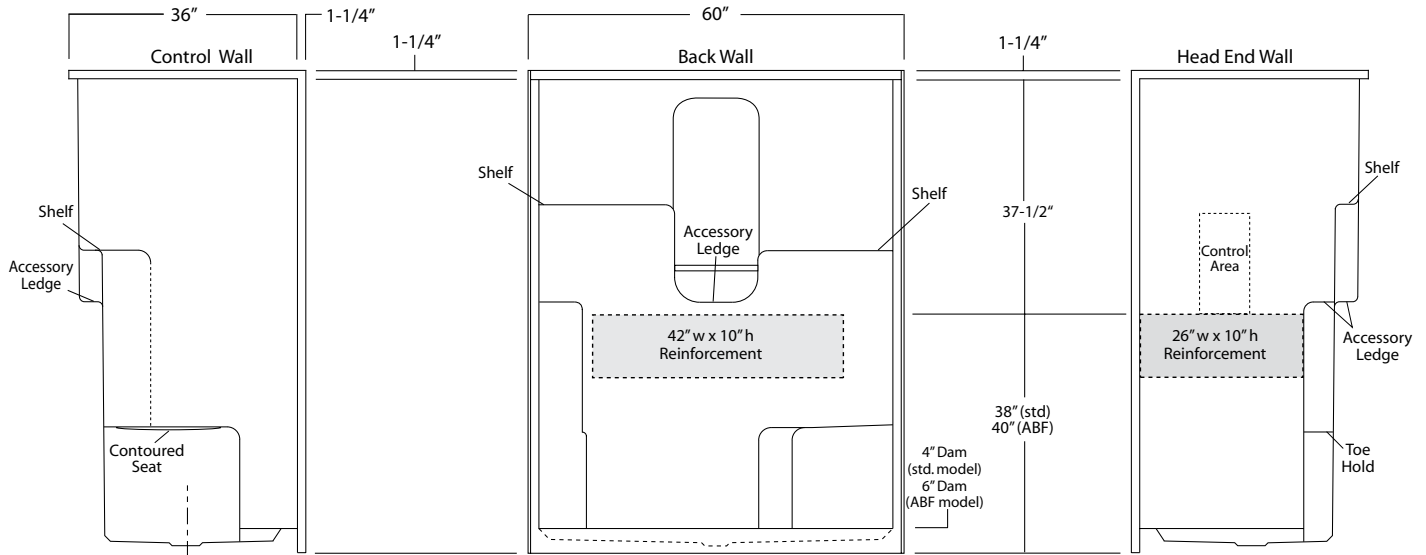 36”
1-1/4”
60”
1-1/4”
1-1/4”
Control Wall
Back Wall
Head End Wall
Shelf
Accessory
Ledge
Contoured
Seat
Shelf
Accessory
Ledge
Shelf
42” w x 10” h
Reinforcement
37-1/2“
38” (std)
40” (ABF)
4” Dam
(std. model)
6” Dam
(ABF model)
Shelf
Control
Area
26” w x 10” h
Reinforcement
Accessory
Ledge
Toe
Hold